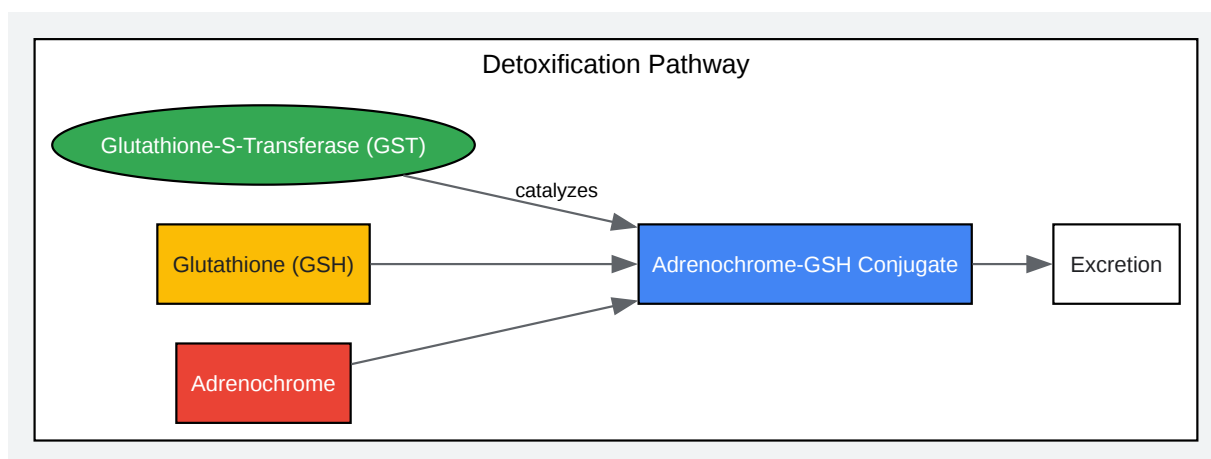 Detoxification Pathway
Glutathione-S-Transferase (GST)
catalyzes
Glutathione (GSH)
Adrenochrome-GSH Conjugate
Excretion
Adrenochrome